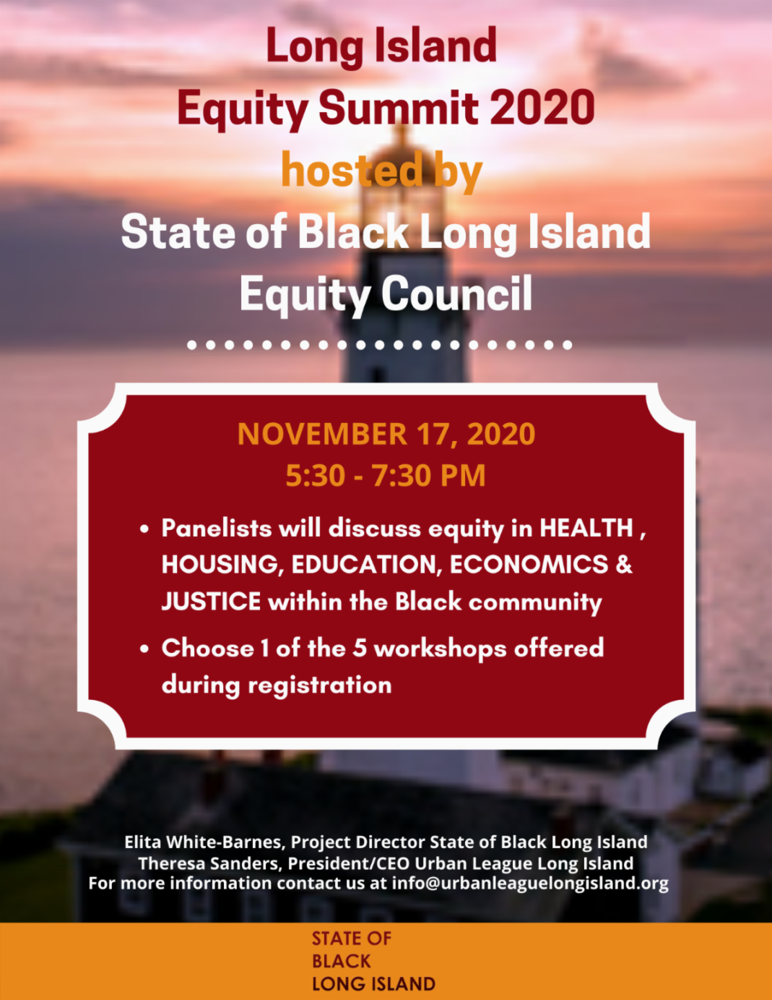 Long Island
Equity Summit 2020
hosted by
State of Black Long Island
Equity Council
NOVEMBER 17, 2020
5:30 - 7:30 PM
• Panelists will discuss equity in HEALTH ,
HOUSING, EDUCATION, ECONOMICS &
JUSTICE within the Black community
• Choose 1 of the 5 workshops offered
during registration
Elita White-Barnes, Project Director State of Black Long Island
Theresa Sanders, President/CEO Urban League Long Island
For more information contact us at info@urbanleaguelongisland.org
STATE OF
BLACK
LONG ISLAND